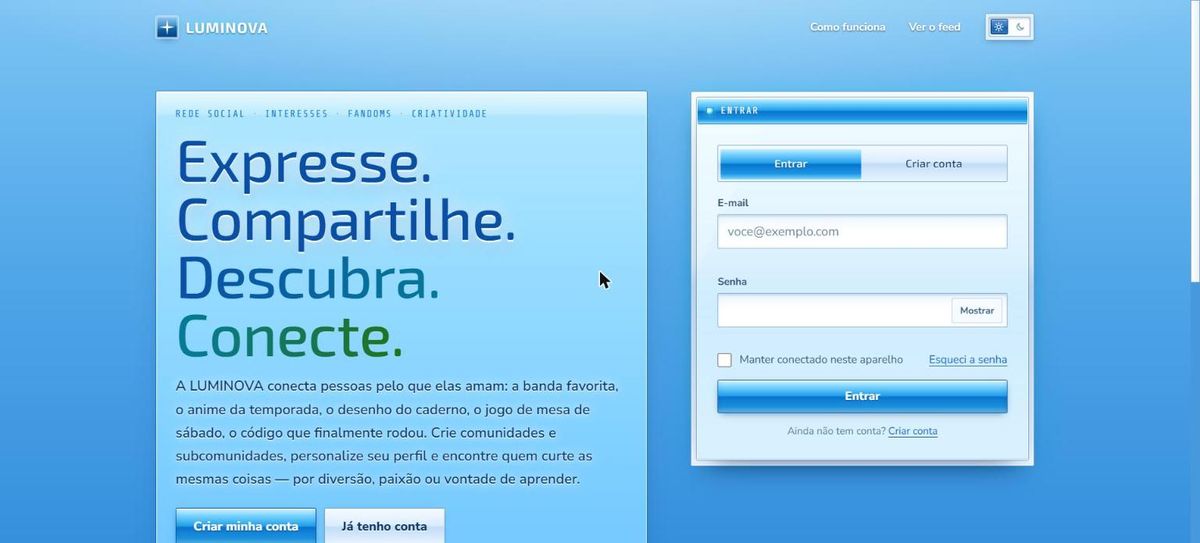 LUMINOVA
Como funciona
Ver o feed
REDE SOCIAL · INTERESSES · FANDOMS · CRIATIVIDADE
Expresse.
Compartilhe.
Descubra.
Conecte.
A LUMINOVA conecta pessoas pelo que elas amam: a banda favorita,
o anime da temporada, o desenho do caderno, o jogo de mesa de
sábado, o código que finalmente rodou. Crie comunidades e
subcomunidades, personalize seu perfil e encontre quem curte as
mesmas coisas — por diversão, paixão ou vontade de aprender.
Criar minha conta
Já tenho conta
ENTRAR
Entrar
Criar conta
E-mail
voce@exemplo.com
Senha
Mostrar
Manter conectado neste aparelho
Esqueci a senha
Entrar
Ainda não tem conta? Criar conta